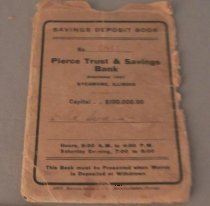 SAVINGS DEPOSIT BOOK
No.
Pierce Trust & Savings
Bank
SYCAMORE, ILLINOIS
Capital $100,000.00
Hours, 9:00 A.M. to 4:00 P.M.
Saturday Evening, 7:00 to 8:00
This Book must be Presented when Money
is Deposited or Withdrawn